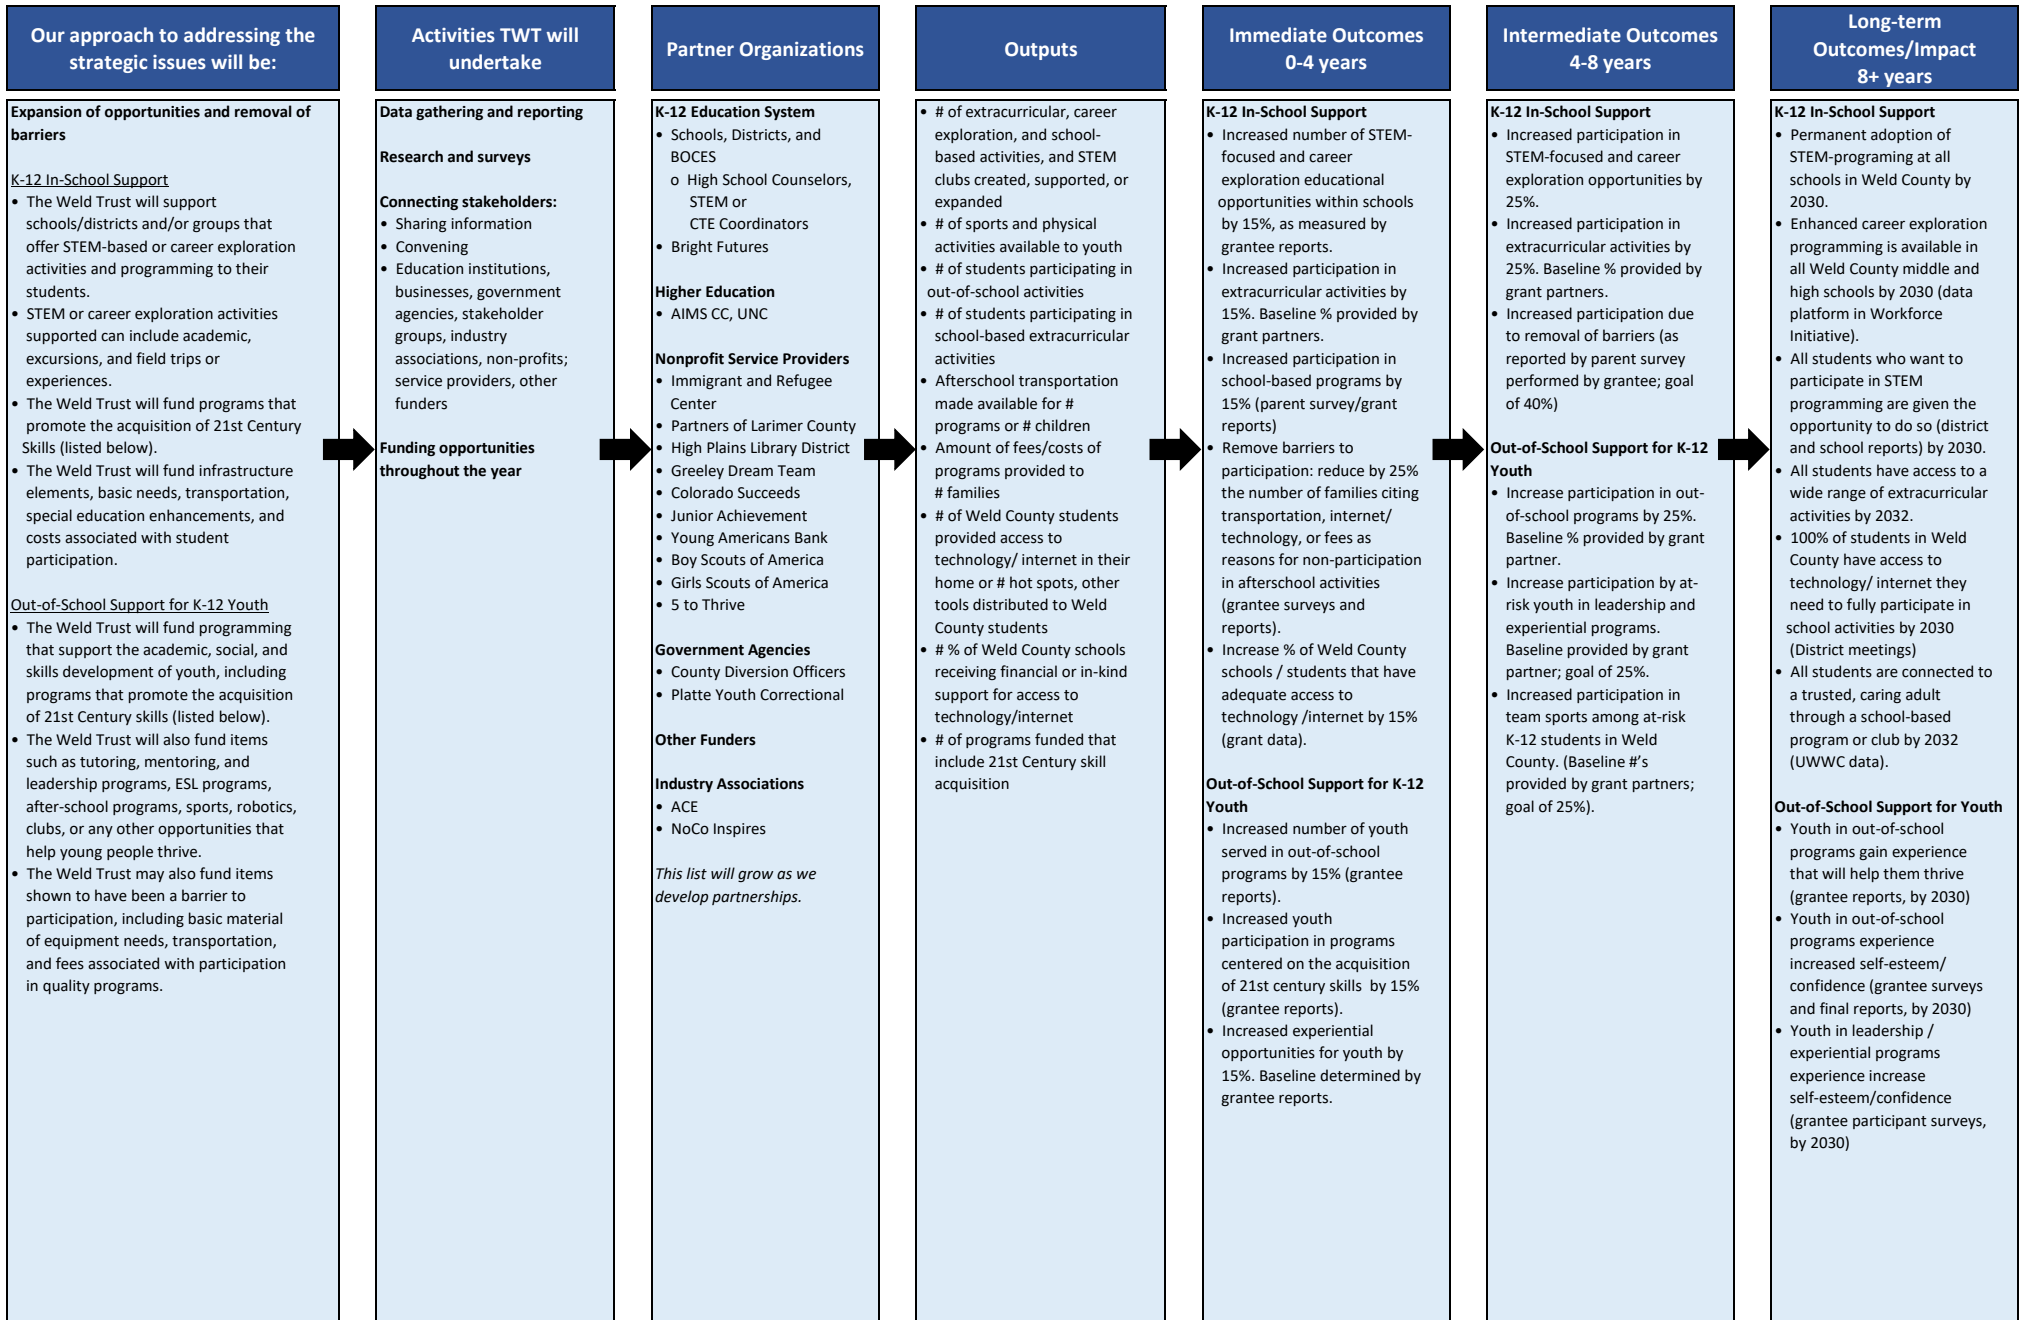 Our approach to addressing the
strategic issues will be:
Expansion of opportunities and removal of
barriers
K-12 In-School Support
• The Weld Trust will support
schools/districts and/or groups that
offer STEM-based or career exploration
activities and programming to their
students.
• STEM or career exploration activities
supported can include academic,
excursions, and field trips or
experiences.
• The Weld Trust will fund programs that
promote the acquisition of 21st Century
Skills (listed below).
• The Weld Trust will fund infrastructure
elements, basic needs, transportation,
special education enhancements, and
costs associated with student
participation.
Out-of-School Support for K-12 Youth
• The Weld Trust will fund programming
that support the academic, social, and
skills development of youth, including
programs that promote the acquisition
of 21st Century skills (listed below).
• The Weld Trust will also fund items
such as tutoring, mentoring, and
leadership programs, ESL programs,
after-school programs, sports, robotics,
clubs, or any other opportunities that
help young people thrive.
• The Weld Trust may also fund items
shown to have been a barrier to
participation, including basic material
of equipment needs, transportation,
and fees associated with participation
in quality programs.
Activities TWT will
undertake
Data gathering and reporting
Research and surveys
Connecting stakeholders:
• Sharing information
• Convening
• Education institutions,
businesses, government
agencies, stakeholder
groups, industry
associations, non-profits;
service providers, other
funders
Funding opportunities
throughout the year
Partner Organizations
K-12 Education System
• Schools, Districts, and
BOCES
o High School Counselors,
STEM or
CTE Coordinators
• Bright Futures
Higher Education
• AIMS CC, UNC
Nonprofit Service Providers
• Immigrant and Refugee
Center
• Partners of Larimer County
• High Plains Library District
• Greeley Dream Team
• Colorado Succeeds
• Junior Achievement
• Young Americans Bank
• Boy Scouts of America
• Girls Scouts of America
• 5 to Thrive
Government Agencies
• County Diversion Officers
• Platte Youth Correctional
Other Funders
Industry Associations
• ACE
• NoCo Inspires
This list will grow as we
develop partnerships.
Outputs
• # of extracurricular, career
exploration, and school-
based activities, and STEM
clubs created, supported, or
expanded
• # of sports and physical
activities available to youth
• # of students participating in
out-of-school activities
• # of students participating in
school-based extracurricular
activities
• Afterschool transportation
made available for #
programs or # children
• Amount of fees/costs of
programs provided to
# families
• # of Weld County students
provided access to
technology/ internet in their
home or # hot spots, other
tools distributed to Weld
County students
• # % of Weld County schools
receiving financial or in-kind
support for access to
technology/internet
• # of programs funded that
include 21st Century skill
acquisition
Immediate Outcomes
0-4 years
K-12 In-School Support
• Increased number of STEM-
focused and career
exploration educational
opportunities within schools
by 15%, as measured by
grantee reports.
• Increased participation in
extracurricular activities by
15%. Baseline % provided by
grant partners.
• Increased participation in
school-based programs by
15% (parent survey/grant
reports)
• Remove barriers to
participation: reduce by 25%
the number of families citing
transportation, internet/
technology, or fees as
reasons for non-participation
in afterschool activities
(grantee surveys and
reports).
• Increase % of Weld County
schools / students that have
adequate access to
technology /internet by 15%
(grant data).
Out-of-School Support for K-12
Youth
• Increased number of youth
served in out-of-school
programs by 15% (grantee
reports).
• Increased youth
participation in programs
centered on the acquisition
of 21st century skills by 15%
(grantee reports).
• Increased experiential
opportunities for youth by
15%. Baseline determined by
grantee reports.
Intermediate Outcomes
4-8 years
K-12 In-School Support
• Increased participation in
STEM-focused and career
exploration opportunities by
25%.
• Increased participation in
extracurricular activities by
25%. Baseline % provided by
grant partners.
• Increased participation due
to removal of barriers (as
reported by parent survey
performed by grantee; goal
of 40%)
Out-of-School Support for K-12
Youth
• Increase participation in out-
of-school programs by 25%.
Baseline % provided by grant
partner.
• Increase participation by at-
risk youth in leadership and
experiential programs.
Baseline provided by grant
partner; goal of 25%.
• Increased participation in
team sports among at-risk
K-12 students in Weld
County. (Baseline #’s
provided by grant partners;
goal of 25%).
Long-term
Outcomes/Impact
8+ years
K-12 In-School Support
• Permanent adoption of
STEM-programing at all
schools in Weld County by
2030.
• Enhanced career exploration
programming is available in
all Weld County middle and
high schools by 2030 (data
platform in Workforce
Initiative).
• All students who want to
participate in STEM
programming are given the
opportunity to do so (district
and school reports) by 2030.
• All students have access to a
wide range of extracurricular
activities by 2032.
• 100% of students in Weld
County have access to
technology/ internet they
need to fully participate in
school activities by 2030
(District meetings)
• All students are connected to
a trusted, caring adult
through a school-based
program or club by 2032
(UWWC data).
Out-of-School Support for Youth
• Youth in out-of-school
programs gain experience
that will help them thrive
(grantee reports, by 2030)
• Youth in out-of-school
programs experience
increased self-esteem/
confidence (grantee surveys
and final reports, by 2030)
• Youth in leadership /
experiential programs
experience increase
self-esteem/confidence
(grantee participant surveys,
by 2030)